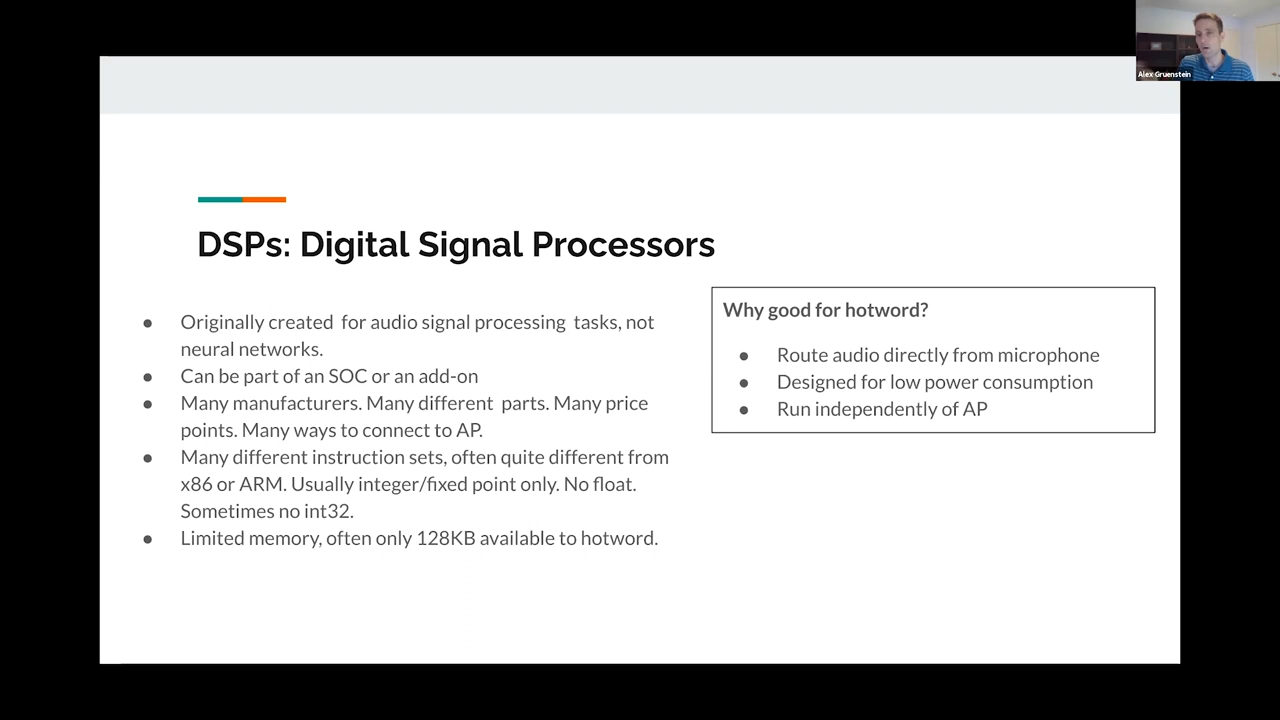 Alex Gruenstein
DSPs: Digital Signal Processors
● Originally created for audio signal processing tasks, not
neural networks.
● Can be part of an SOC or an add-on
● Many manufacturers. Many different parts. Many price
points. Many ways to connect to AP.
● Many different instruction sets, often quite different from
x86 or ARM. Usually integer/fixed point only. No float.
Sometimes no int32.
● Limited memory, often only 128KB available to hotword.
Why good for hotword?
● Route audio directly from microphone
● Designed for low power consumption
● Run independently of AP